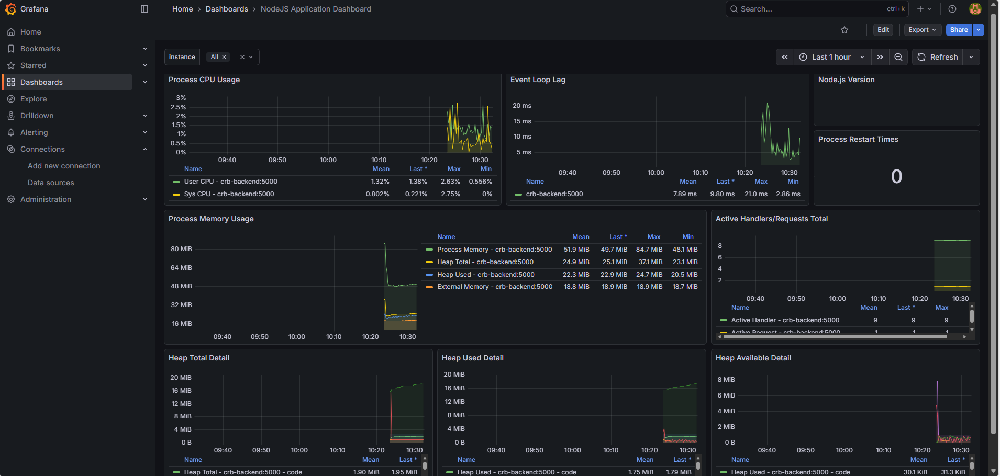 Grafana
Home › Dashboards › NodeJS Application Dashboard
Search... ctrl+k
Home
Bookmarks
Starred
Dashboards
Explore
Drilldown
Alerting
Connections
Add new connection
Data sources
Administration
Edit Export Share
instance All
Last 1 hour Refresh
Process CPU Usage
3%
2.5%
2%
1.5%
1%
0.5%
0%
09:40 09:50 10:00 10:10 10:20 10:30
Name Mean Last * Max Min
User CPU - crb-backend:5000 1.32% 1.38% 2.63% 0.556%
Sys CPU - crb-backend:5000 0.802% 0.221% 2.75% 0%
Event Loop Lag
20 ms
15 ms
10 ms
5 ms
09:40 09:50 10:00 10:10 10:20 10:30
Name Mean Last * Max Min
crb-backend:5000 7.89 ms 9.80 ms 21.0 ms 2.86 ms
Node.js Version
Process Restart Times
0
Process Memory Usage
80 MiB
64 MiB
48 MiB
32 MiB
16 MiB
09:40 09:50 10:00 10:10 10:20 10:30
Name Mean Last * Max Min
Process Memory - crb-backend:5000 51.9 MiB 49.7 MiB 84.7 MiB 48.1 MiB
Heap Total - crb-backend:5000 24.9 MiB 25.1 MiB 37.1 MiB 23.1 MiB
Heap Used - crb-backend:5000 22.3 MiB 22.9 MiB 24.7 MiB 20.5 MiB
External Memory - crb-backend:5000 18.8 MiB 18.9 MiB 18.9 MiB 18.7 MiB
Active Handlers/Requests Total
8
6
4
2
09:40 09:50 10:00 10:10 10:20 10:30
Name Mean Last * Max
Active Handler - crb-backend:5000 9 9 9
Active Request - crb-backend:5000 1 1 1
Heap Total Detail
20 MiB
16 MiB
12 MiB
8 MiB
4 MiB
0 B
09:40 09:50 10:00 10:10 10:20 10:30
Name Mean Last *
Heap Total - crb-backend:5000 - code 1.90 MiB 1.95 MiB
Heap Used Detail
20 MiB
16 MiB
12 MiB
8 MiB
4 MiB
0 B
09:40 09:50 10:00 10:10 10:20 10:30
Name Mean Last *
Heap Used - crb-backend:5000 - code 1.75 MiB 1.79 MiB
Heap Available Detail
8 MiB
6 MiB
4 MiB
2 MiB
0 B
09:40 09:50 10:00 10:10 10:20 10:30
Name Mean Last *
Heap Used - crb-backend:5000 - code 30.1 KiB 31.3 KiB